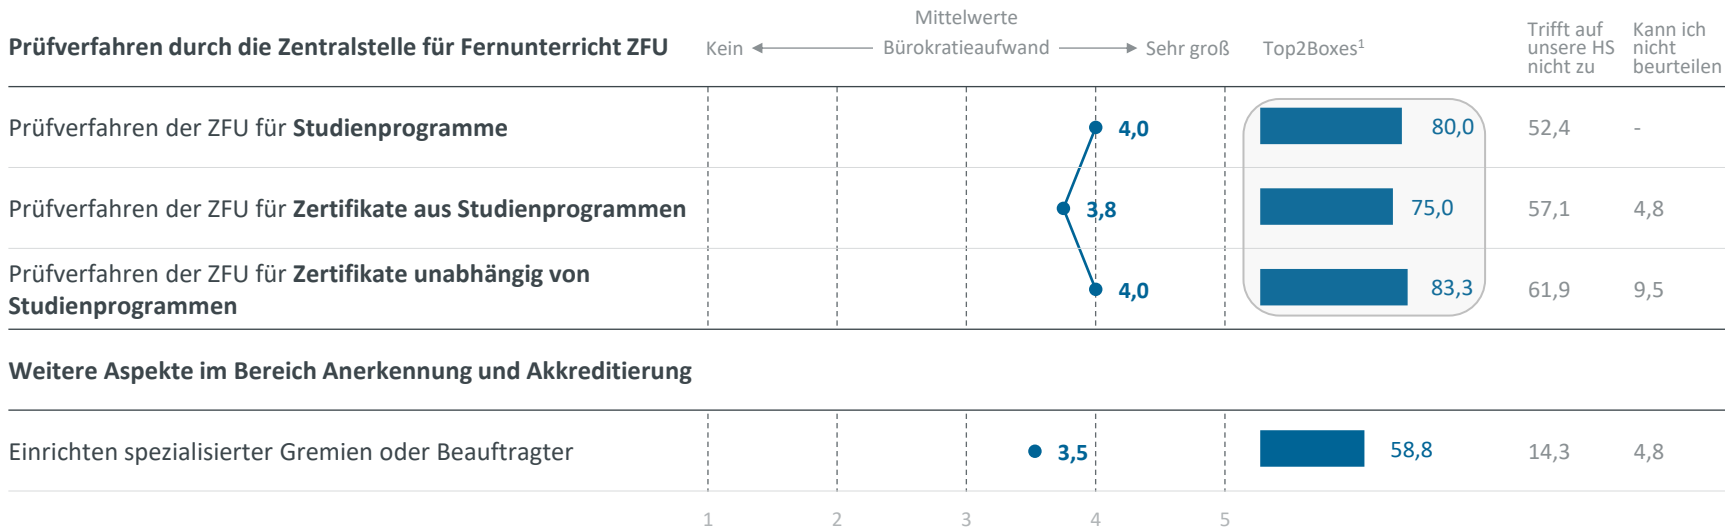 Mittelwerte
Prüfverfahren durch die Zentralstelle für Fernunterricht ZFU Kein Bürokratieaufwand Sehr groß Top2Boxes¹
Trifft auf unsere HS nicht zu
Kann ich nicht beurteilen
Prüfverfahren der ZFU für Studienprogramme 4,0 80,0 52,4 -
Prüfverfahren der ZFU für Zertifikate aus Studienprogrammen 3,8 75,0 57,1 4,8
Prüfverfahren der ZFU für Zertifikate unabhängig von
Studienprogrammen 4,0 83,3 61,9 9,5
Weitere Aspekte im Bereich Anerkennung und Akkreditierung
Einrichten spezialisierter Gremien oder Beauftragter 3,5 58,8 14,3 4,8
1 2 3 4 5